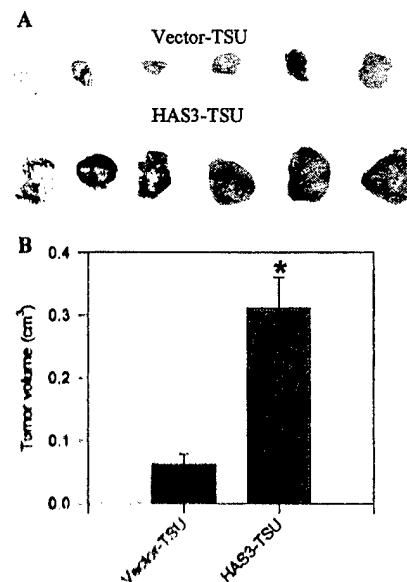 A
Vector-TSU
HAS3-TSU
B
Tumor volume (cm³)
0.4
0.3
0.2
0.1
0.0
*
Vector-TSU
HAS3-TSU